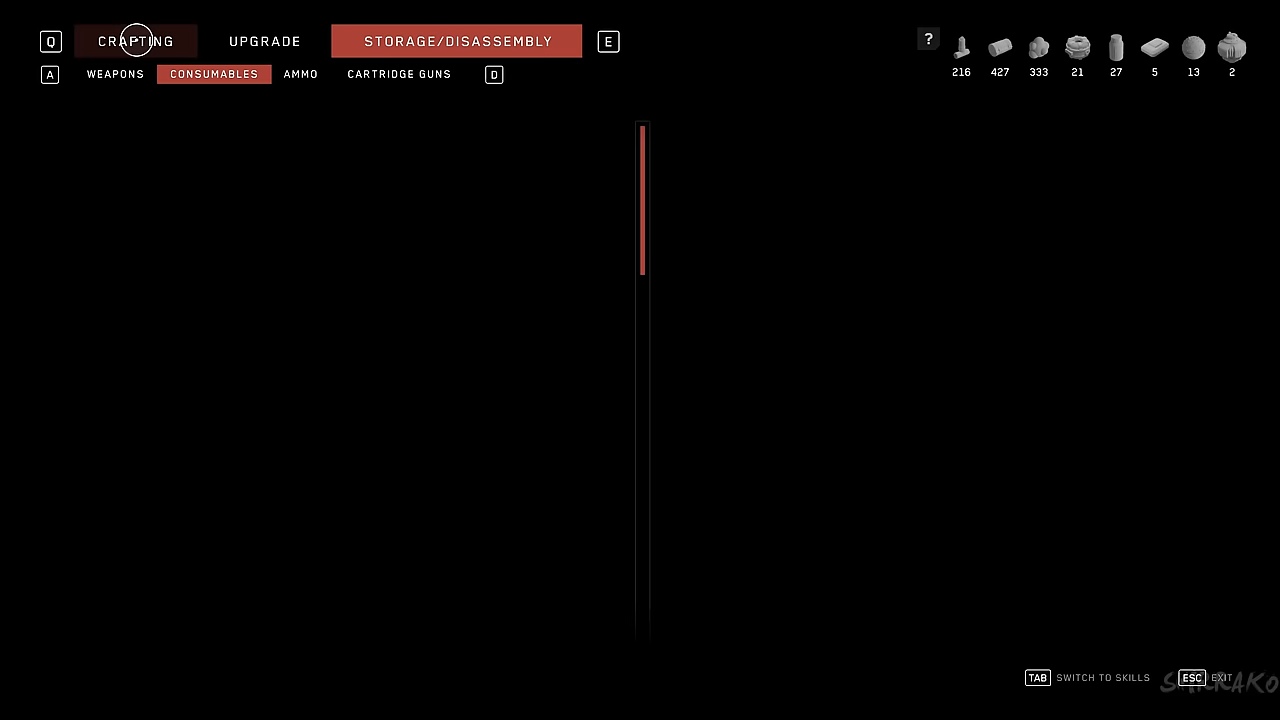 Q CRAFTING UPGRADE STORAGE/DISASSEMBLY E ?
A WEAPONS CONSUMABLES AMMO CARTRIDGE GUNS D
216 427 333 21 27 5 13 2
TAB SWITCH TO SKILLS ESC EXIT